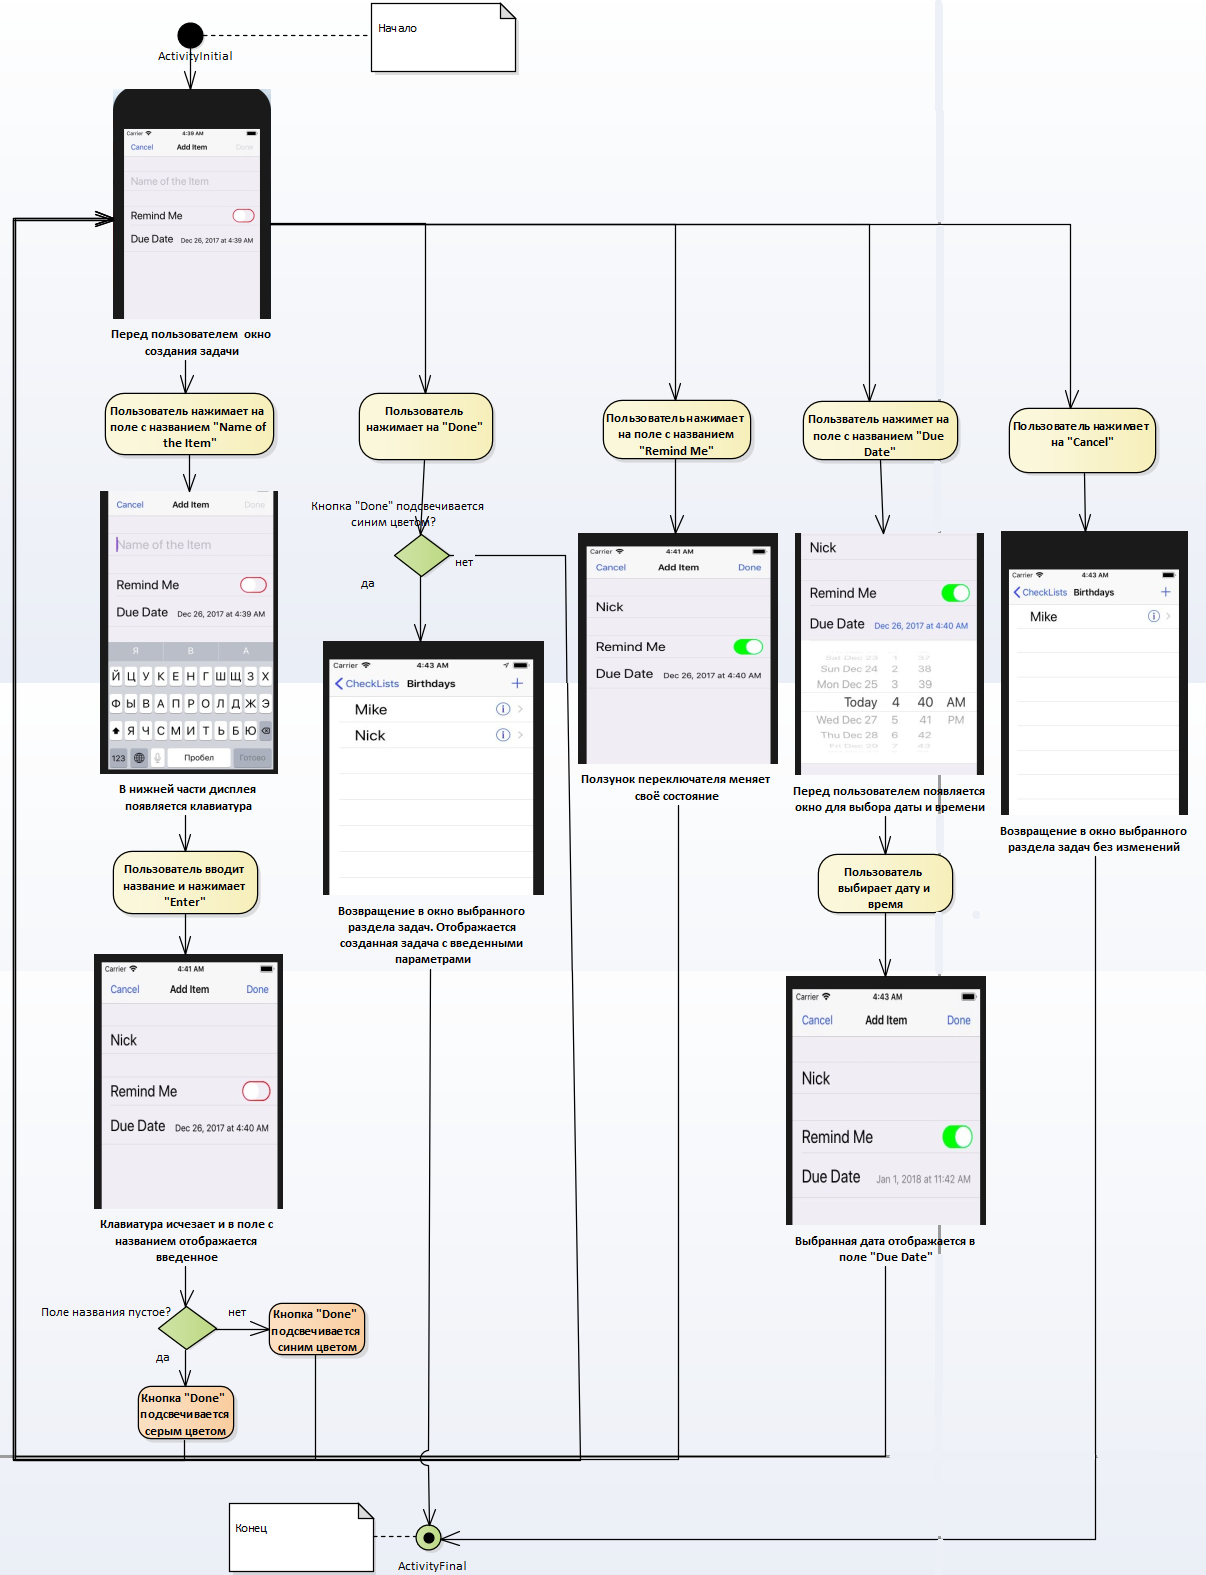 Начало
ActivityInitial
Carrier 4:39 AM
Cancel Add Item Done
Name of the Item
Remind Me
Due Date Dec 26, 2017 at 4:39 AM
Перед пользователем окно
создания задачи
Пользователь нажимает на
поле с названием "Name of
the Item"
Cancel Add Item Done
Name of the Item
Remind Me
Due Date Dec 26, 2017 at 4:39 AM
Я В А
Й Ц У К Е Н Г Ш Щ З Х
Ф Ы В А П Р О Л Д Ж Э
Я Ч С М И Т Ь Б Ю
123 Пробел Готово
В нижней части дисплея
появляется клавиатура
Пользователь вводит
название и нажимает
"Enter"
Carrier 4:41 AM
Cancel Add Item Done
Nick
Remind Me
Due Date Dec 26, 2017 at 4:40 AM
Клавиатура исчезает и в поле с
названием отображается
введенное
Поле названия пустое?
нет
да
Кнопка "Done"
подсвечивается
синим цветом
Кнопка "Done"
подсвечивается
серым цветом
Пользователь
нажимает на "Done"
Кнопка "Done" подсвечивается
синим цветом?
нет
да
Carrier 4:43 AM
CheckLists Birthdays +
Mike
Nick
Возвращение в окно выбранного
раздела задач. Отображается
созданная задача с введенными
параметрами
Пользователь нажимает
на поле с названием
"Remind Me"
Carrier 4:41 AM
Cancel Add Item Done
Nick
Remind Me
Due Date Dec 26, 2017 at 4:40 AM
Ползунок переключателя меняет
своё состояние
Пользватель нажимет на
поле с названием "Due
Date"
Nick
Remind Me
Due Date Dec 26, 2017 at 4:40 AM
Sat Dec 23 1 37
Sun Dec 24 2 38
Mon Dec 25 3 39
Today 4 40 AM
Wed Dec 27 5 41 PM
Thu Dec 28 6 42
Fri Dec 29 7 43
Перед пользователем появляется
окно для выбора даты и времени
Пользователь
выбирает дату и
время
Carrier 4:43 AM
Cancel Add Item Done
Nick
Remind Me
Due Date Jan 1, 2018 at 11:42 AM
Выбранная дата отображается в
поле "Due Date"
Пользователь нажимает
на "Cancel"
Carrier 4:43 AM
CheckLists Birthdays +
Mike
Возвращение в окно выбранного
раздела задач без изменений
Конец
ActivityFinal